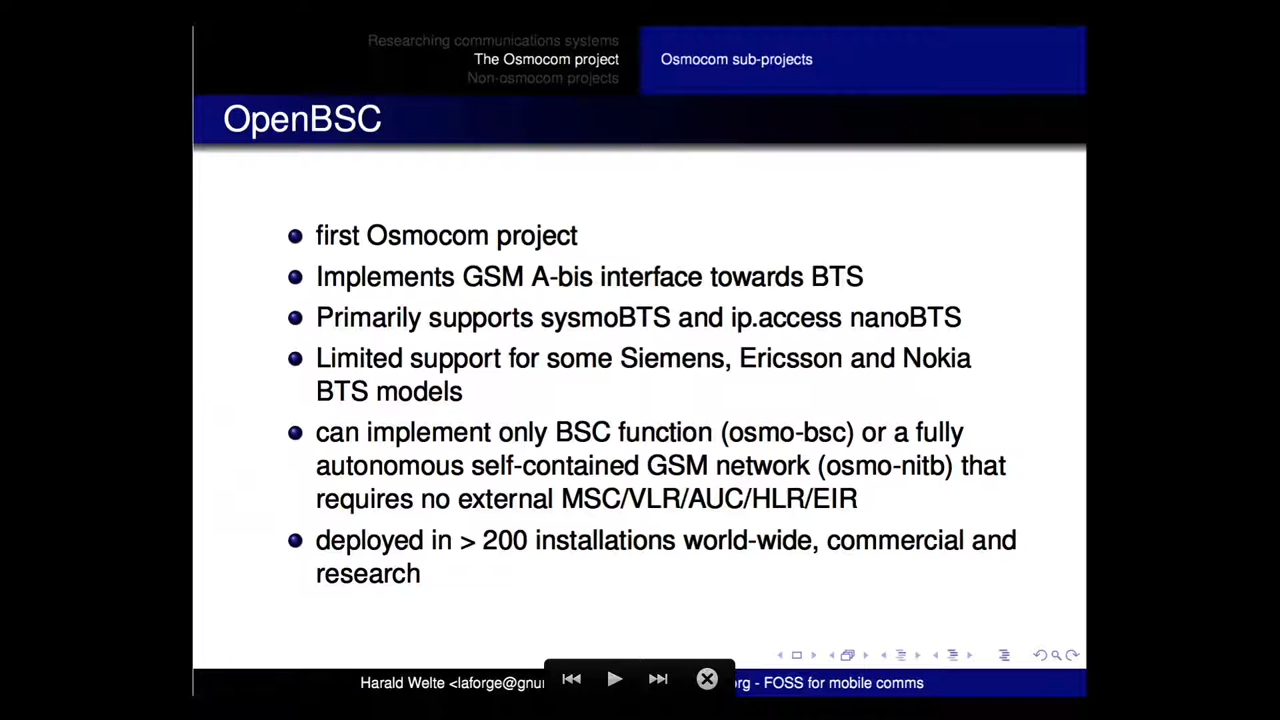 Researching communications systems
The Osmocom project
Non-osmocom projects
Osmocom sub-projects
OpenBSC
first Osmocom project
Implements GSM A-bis interface towards BTS
Primarily supports sysmoBTS and ip.access nanoBTS
Limited support for some Siemens, Ericsson and Nokia
BTS models
can implement only BSC function (osmo-bsc) or a fully
autonomous self-contained GSM network (osmo-nitb) that
requires no external MSC/VLR/AUC/HLR/EIR
deployed in > 200 installations world-wide, commercial and
research
Harald Welte <laforge@gnu
org - FOSS for mobile comms